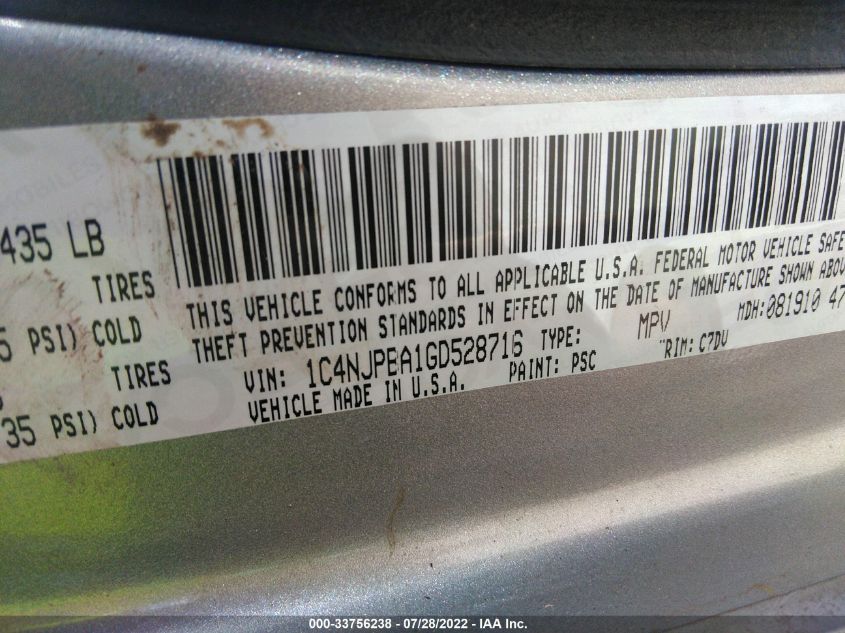 435 LB
TIRES
5 PSI) COLD
TIRES
35 PSI) COLD
THIS VEHICLE CONFORMS TO ALL APPLICABLE U.S.A. FEDERAL MOTOR VEHICLE SAFE
THEFT PREVENTION STANDARDS IN EFFECT ON THE DATE OF MANUFACTURE SHOWN ABOV
MDH:081910 47
VIN: 1C4NJPBA1GD528716 TYPE: MPV
VEHICLE MADE IN U.S.A. PAINT: PSC "RIM: C7DV
000-33756238 - 07/28/2022 - IAA Inc.